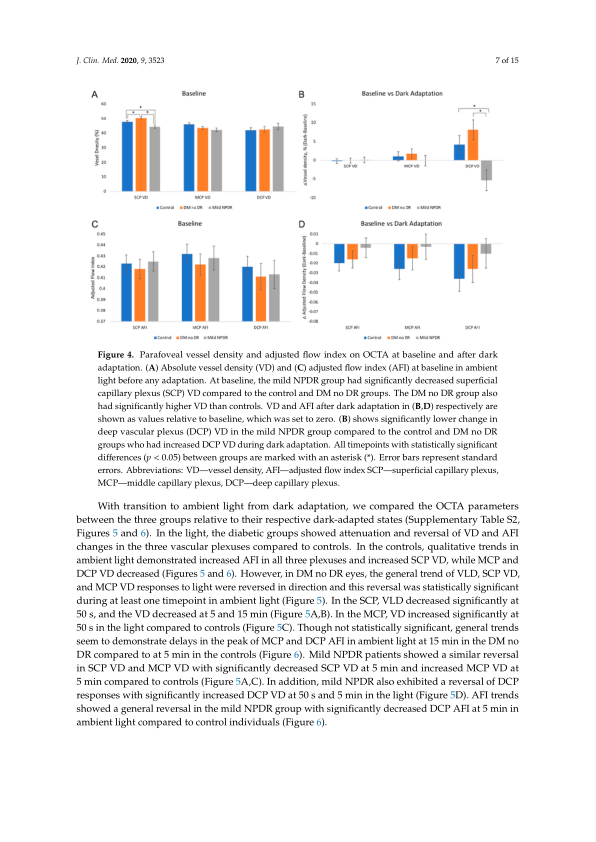 J. Clin. Med. 2020, 9, 3523
7 of 15
A
Baseline
Vessel Density (%)
60
50
40
30
20
10
0
* * *
SCP VD
MCP VD
DCP VD
Control DM no DR Mild NPDR
B
Baseline vs Dark Adaptation
ΔVessel density, % (Dark-Baseline)
15
10
5
0
-5
-10
SCP VD
MCP VD
DCP VD
* *
Control DM no DR Mild NPDR
C
Baseline
Adjusted Flow Index
0.45
0.44
0.43
0.42
0.41
0.4
0.39
0.38
0.37
SCP AFI
MCP AFI
DCP AFI
Control DM no DR Mild NPDR
D
Baseline vs Dark Adaptation
Δ Adjusted Flow Density (Dark-Baseline)
0.01
0
-0.01
-0.02
-0.03
-0.04
-0.05
-0.06
-0.07
-0.08
SCP AFI
MCP AFI
DCP AFI
Control DM no DR Mild NPDR
Figure 4. Parafoveal vessel density and adjusted flow index on OCTA at baseline and after dark
adaptation. (A) Absolute vessel density (VD) and (C) adjusted flow index (AFI) at baseline in ambient
light before any adaptation. At baseline, the mild NPDR group had significantly decreased superficial
capillary plexus (SCP) VD compared to the control and DM no DR groups. The DM no DR group also
had significantly higher VD than controls. VD and AFI after dark adaptation in (B,D) respectively are
shown as values relative to baseline, which was set to zero. (B) shows significantly lower change in
deep vascular plexus (DCP) VD in the mild NPDR group compared to the control and DM no DR
groups who had increased DCP VD during dark adaptation. All timepoints with statistically significant
differences (p < 0.05) between groups are marked with an asterisk (*). Error bars represent standard
errors. Abbreviations: VD—vessel density, AFI—adjusted flow index SCP—superficial capillary plexus,
MCP—middle capillary plexus, DCP—deep capillary plexus.
With transition to ambient light from dark adaptation, we compared the OCTA parameters
between the three groups relative to their respective dark-adapted states (Supplementary Table S2,
Figures 5 and 6). In the light, the diabetic groups showed attenuation and reversal of VD and AFI
changes in the three vascular plexuses compared to controls. In the controls, qualitative trends in
ambient light demonstrated increased AFI in all three plexuses and increased SCP VD, while MCP and
DCP VD decreased (Figures 5 and 6). However, in DM no DR eyes, the general trend of VLD, SCP VD,
and MCP VD responses to light were reversed in direction and this reversal was statistically significant
during at least one timepoint in ambient light (Figure 5). In the SCP, VLD decreased significantly at
50 s, and the VD decreased at 5 and 15 min (Figure 5A,B). In the MCP, VD increased significantly at
50 s in the light compared to controls (Figure 5C). Though not statistically significant, general trends
seem to demonstrate delays in the peak of MCP and DCP AFI in ambient light at 15 min in the DM no
DR compared to at 5 min in the controls (Figure 6). Mild NPDR patients showed a similar reversal
in SCP VD and MCP VD with significantly decreased SCP VD at 5 min and increased MCP VD at
5 min compared to controls (Figure 5A,C). In addition, mild NPDR also exhibited a reversal of DCP
responses with significantly increased DCP VD at 50 s and 5 min in the light (Figure 5D). AFI trends
showed a general reversal in the mild NPDR group with significantly decreased DCP AFI at 5 min in
ambient light compared to control individuals (Figure 6).